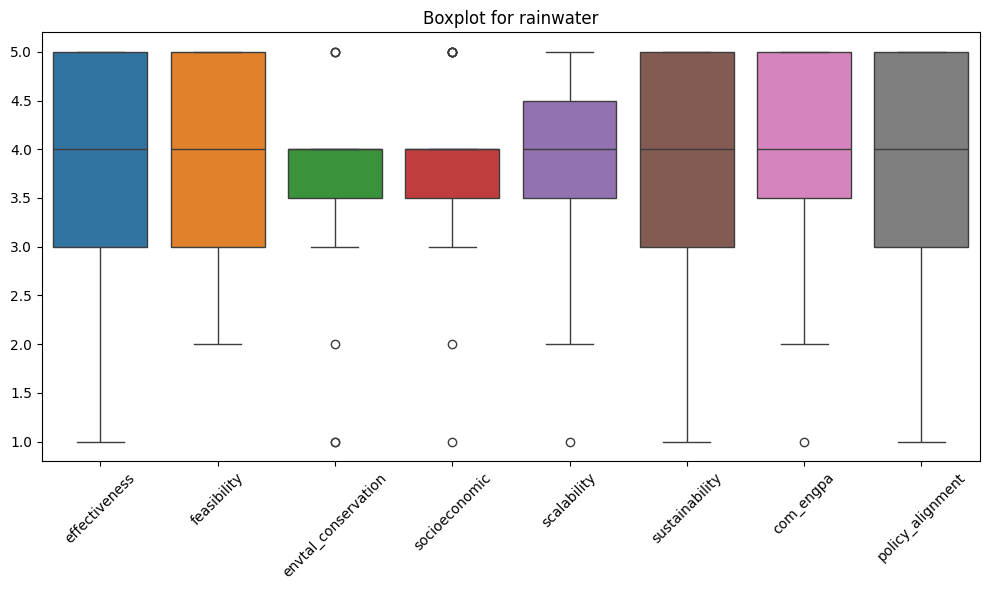 Boxplot for rainwater
5.0
4.5
4.0
3.5
3.0
2.5
2.0
1.5
1.0
effectiveness
feasibility
envtal_conservation
socioeconomic
scalability
sustainability
com_engpa
policy_alignment